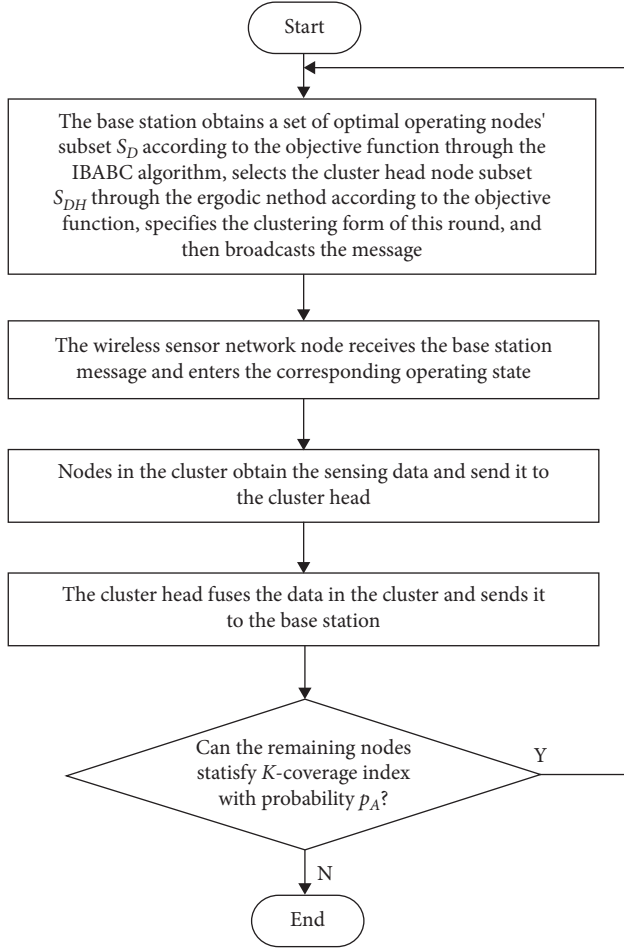 Start
The base station obtains a set of optimal operating nodes'
subset S_D according to the objective function through the
IBABC algorithm, selects the cluster head node subset
S_DH through the ergodic nethod according to the objective
function, specifies the clustering form of this round, and
then broadcasts the message
The wireless sensor network node receives the base station
message and enters the corresponding operating state
Nodes in the cluster obtain the sensing data and send it to
the cluster head
The cluster head fuses the data in the cluster and sends it
to the base station
Can the remaining nodes
statisfy K-coverage index
with probability p_A?
Y
N
End